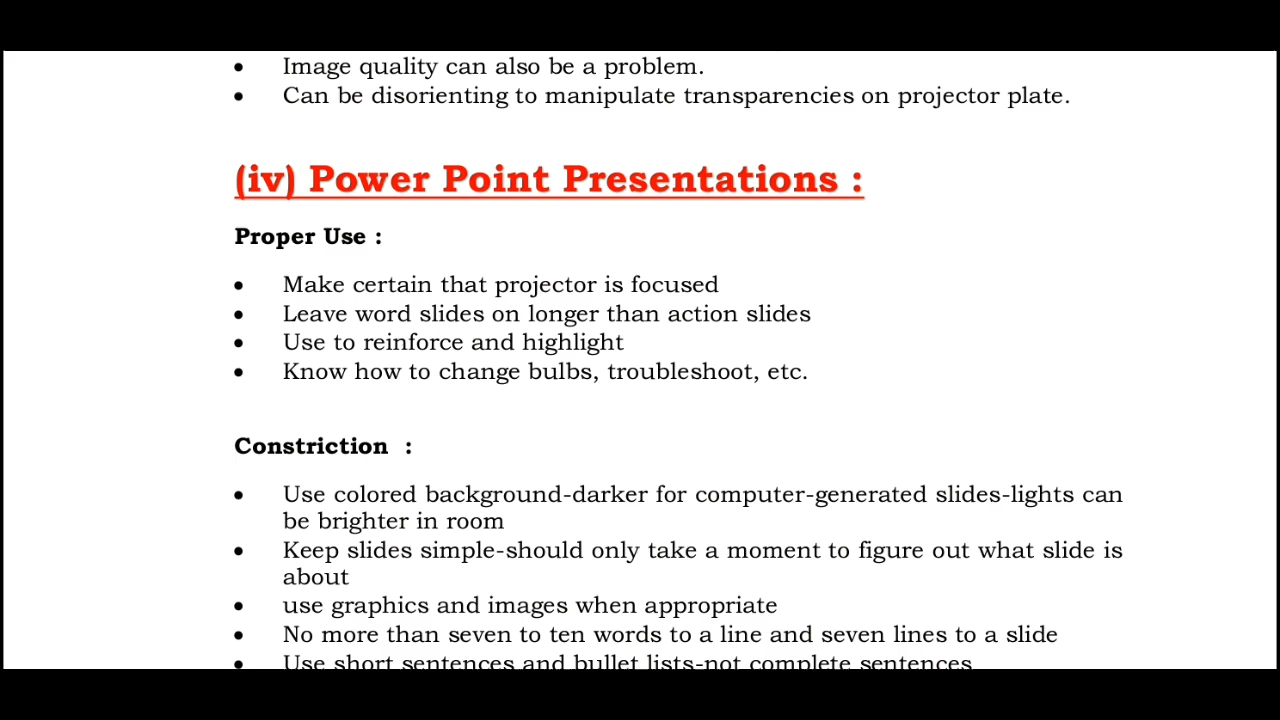 • Image quality can also be a problem.
• Can be disorienting to manipulate transparencies on projector plate.
(iv) Power Point Presentations :
Proper Use :
• Make certain that projector is focused
• Leave word slides on longer than action slides
• Use to reinforce and highlight
• Know how to change bulbs, troubleshoot, etc.
Constriction :
• Use colored background-darker for computer-generated slides-lights can
be brighter in room
• Keep slides simple-should only take a moment to figure out what slide is
about
• use graphics and images when appropriate
• No more than seven to ten words to a line and seven lines to a slide
• Use short sentences and bullet lists-not complete sentences